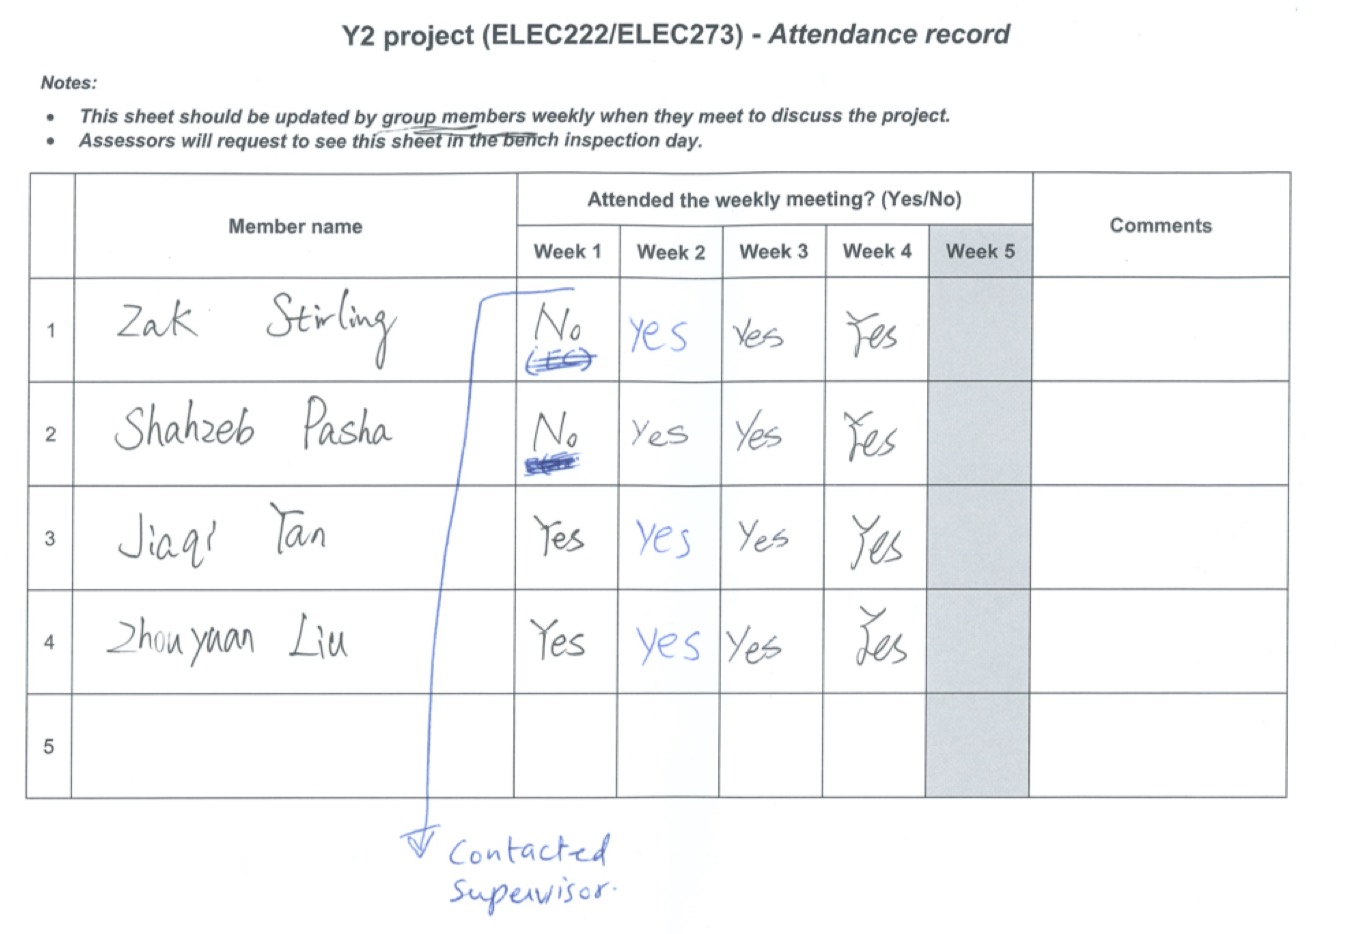 Y2 project (ELEC222/ELEC273) - Attendance record
Notes:
• This sheet should be updated by group members weekly when they meet to discuss the project.
• Assessors will request to see this sheet in the bench inspection day.
Member name
Attended the weekly meeting? (Yes/No)
Comments
Week 1 Week 2 Week 3 Week 4 Week 5
1 Zak Stirling No yes Yes Yes
(EC)
2 Shahzeb Pasha No Yes Yes Yes
3 Jiaqi Tan Yes yes Yes Yes
4 Zhouyuan Liu Yes yes Yes Yes
5
Contacted
Supervisor.